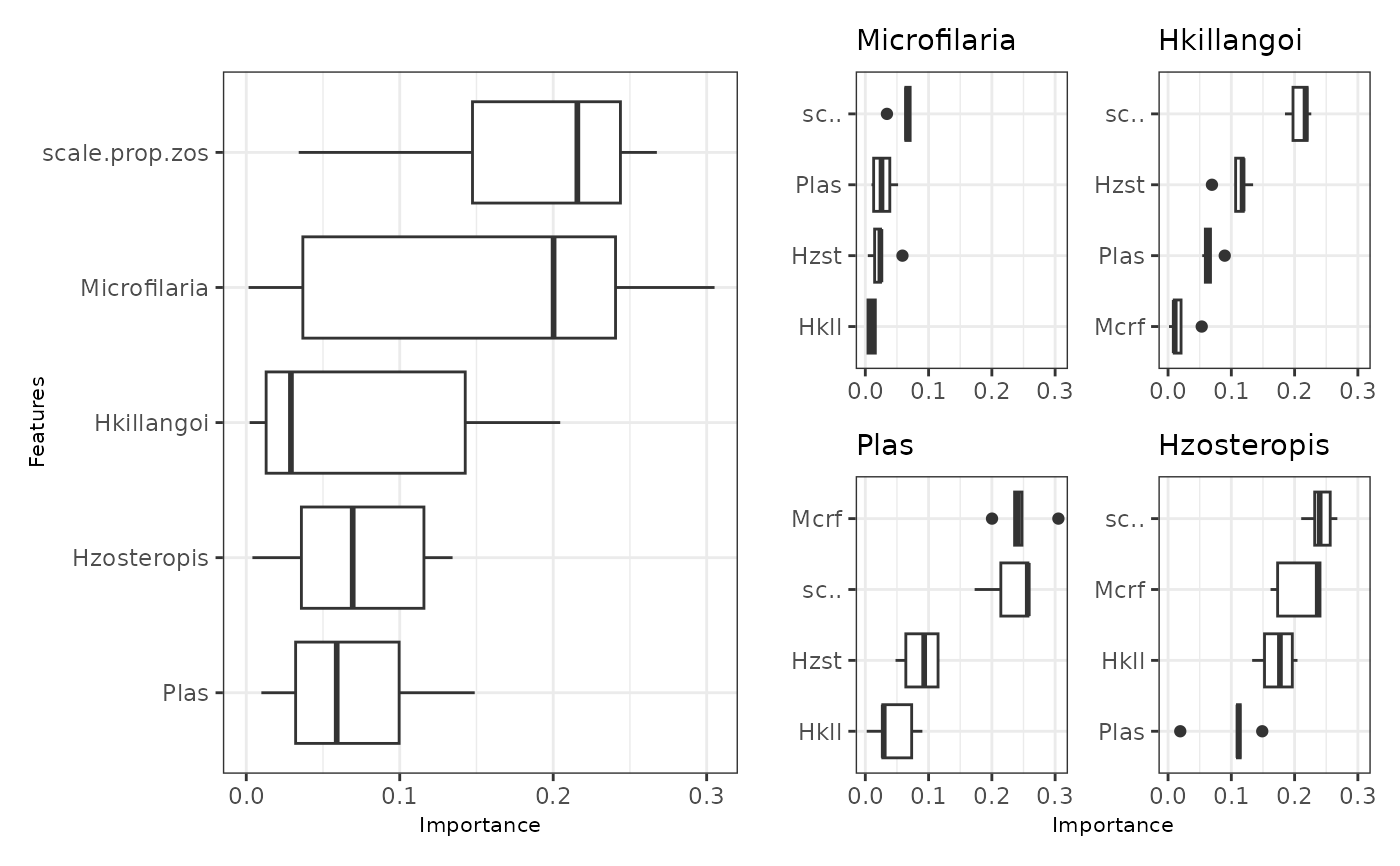 Features
scale.prop.zos
Microfilaria
Hkillangoi
Hzosteropis
Plas
0.0 0.1 0.2 0.3
Importance
Microfilaria
sc..
Plas
Hzst
Hkll
0.0 0.1 0.2 0.3
Hkillangoi
sc..
Hzst
Plas
Mcrf
0.0 0.1 0.2 0.3
Plas
Mcrf
sc..
Hzst
Hkll
0.0 0.1 0.2 0.3
Hzosteropis
sc..
Mcrf
Hkll
Plas
0.0 0.1 0.2 0.3
Importance